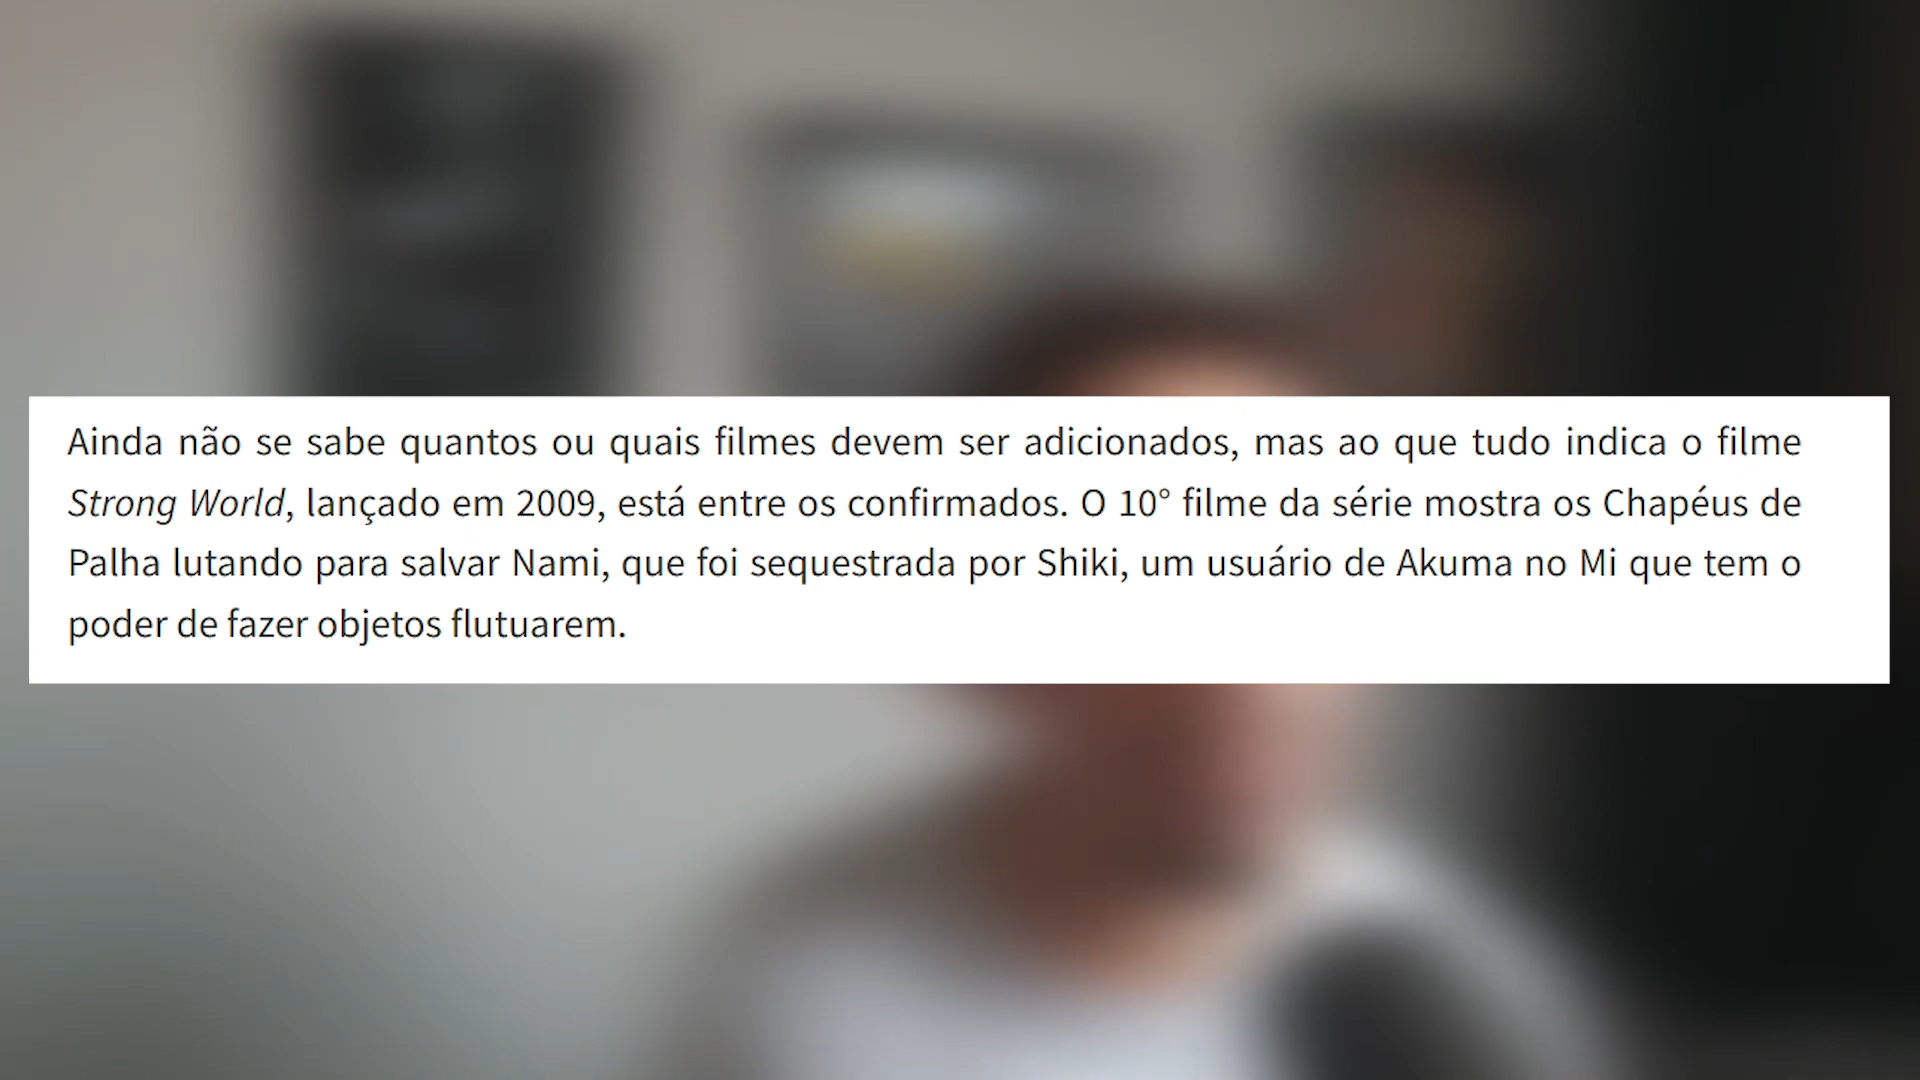 Ainda não se sabe quantos ou quais filmes devem ser adicionados, mas ao que tudo indica o filme
Strong World, lançado em 2009, está entre os confirmados. O 10° filme da série mostra os Chapéus de
Palha lutando para salvar Nami, que foi sequestrada por Shiki, um usuário de Akuma no Mi que tem o
poder de fazer objetos flutuarem.